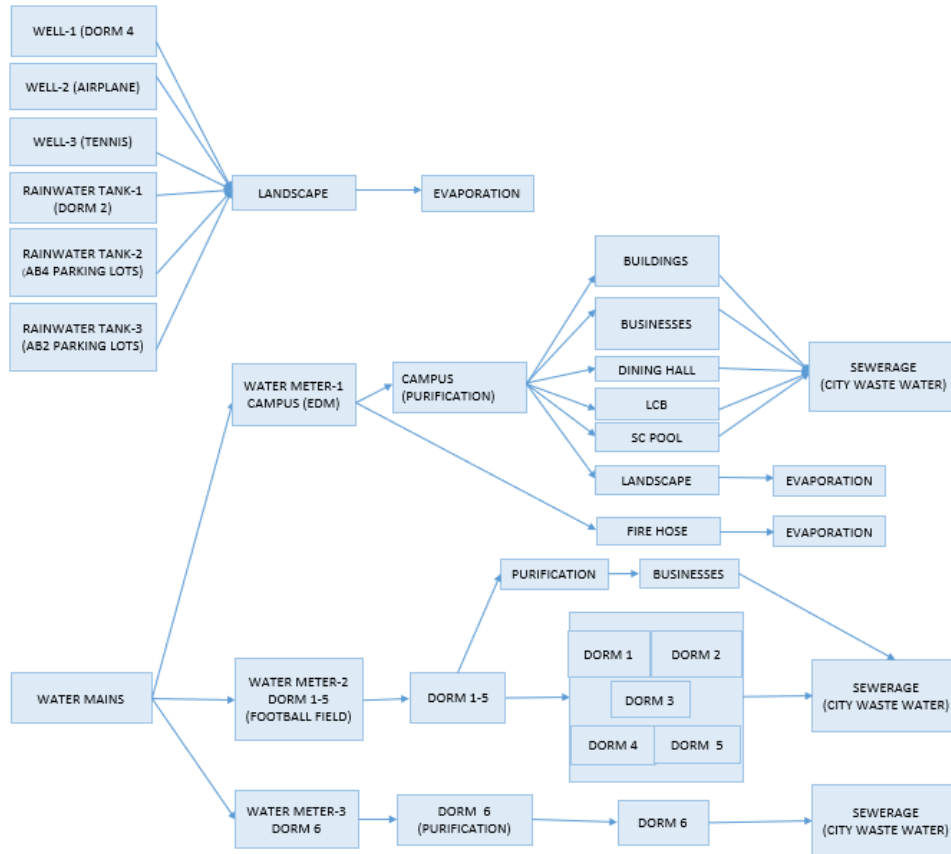 WELL-1 (DORM 4
WELL-2 (AIRPLANE)
WELL-3 (TENNIS)
RAINWATER TANK-1
(DORM 2)
RAINWATER TANK-2
(AB4 PARKING LOTS)
RAINWATER TANK-3
(AB2 PARKING LOTS)
LANDSCAPE
EVAPORATION
WATER MAINS
WATER METER-1
CAMPUS (EDM)
CAMPUS
(PURIFICATION)
BUILDINGS
BUSINESSES
DINING HALL
LCB
SC POOL
LANDSCAPE
EVAPORATION
FIRE HOSE
EVAPORATION
SEWERAGE
(CITY WASTE WATER)
WATER METER-2
DORM 1-5
(FOOTBALL FIELD)
DORM 1-5
PURIFICATION
BUSINESSES
DORM 1
DORM 2
DORM 3
DORM 4
DORM 5
SEWERAGE
(CITY WASTE WATER)
WATER METER-3
DORM 6
DORM 6
(PURIFICATION)
DORM 6
SEWERAGE
(CITY WASTE WATER)